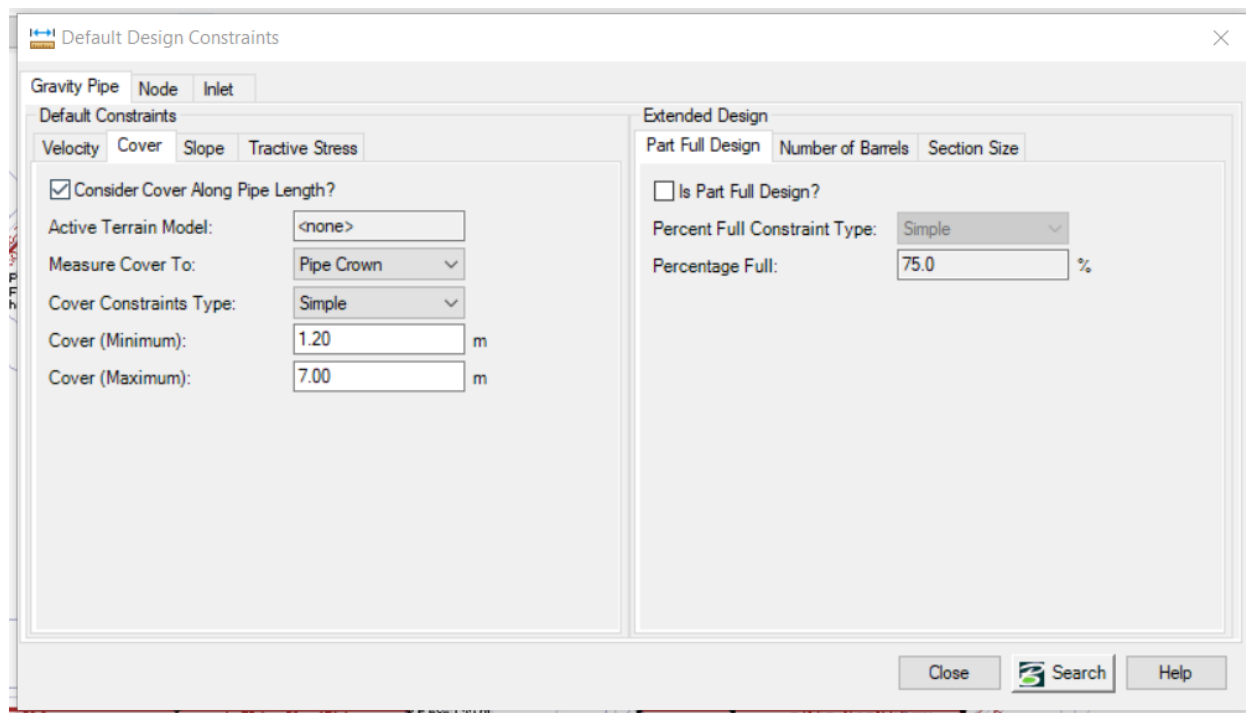 Default Design Constraints
Gravity Pipe Node Inlet
Default Constraints
Velocity Cover Slope Tractive Stress
Consider Cover Along Pipe Length?
Active Terrain Model: <none>
Measure Cover To: Pipe Crown
Cover Constraints Type: Simple
Cover (Minimum): 1.20 m
Cover (Maximum): 7.00 m
Extended Design
Part Full Design Number of Barrels Section Size
Is Part Full Design?
Percent Full Constraint Type: Simple
Percentage Full: 75.0 %
Close Search Help